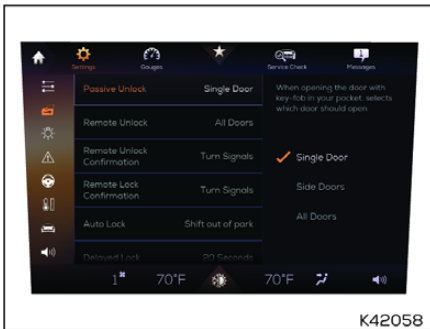 Settings
Gauges
Service Check
Messages
Passive Unlock Single Door
Remote Unlock All Doors
Remote Unlock
Confirmation Turn Signals
Remote Lock
Confirmation Turn Signals
Auto Lock Shift out of park
Delayed Lock 20 Seconds
When opening the door with
key-fob in your pocket, selects
which door should open.
Single Door
Side Doors
All Doors
1
70°F
70°F
K42058